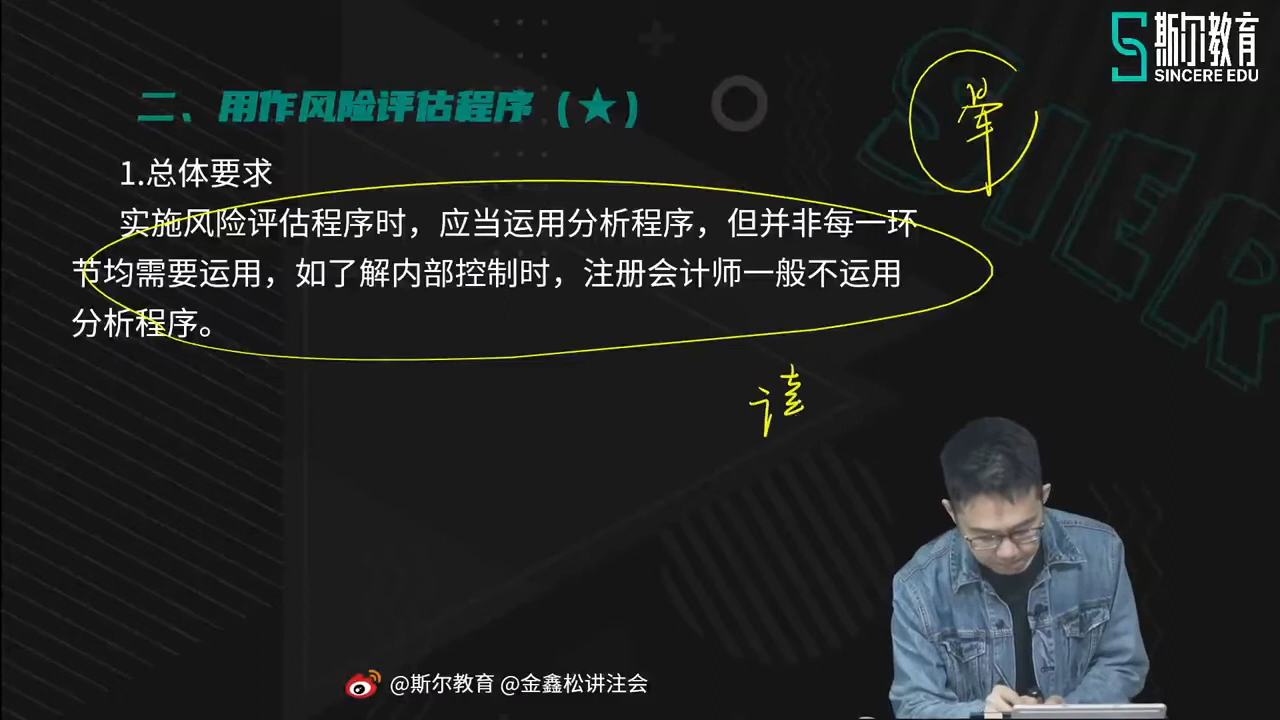 斯尔教育
SINCERE EDU
二、用作风险评估程序（★）
1.总体要求
实施风险评估程序时，应当运用分析程序，但并非每一环
节均需要运用，如了解内部控制时，注册会计师一般不运用
分析程序。
@斯尔教育 @金鑫松讲注会